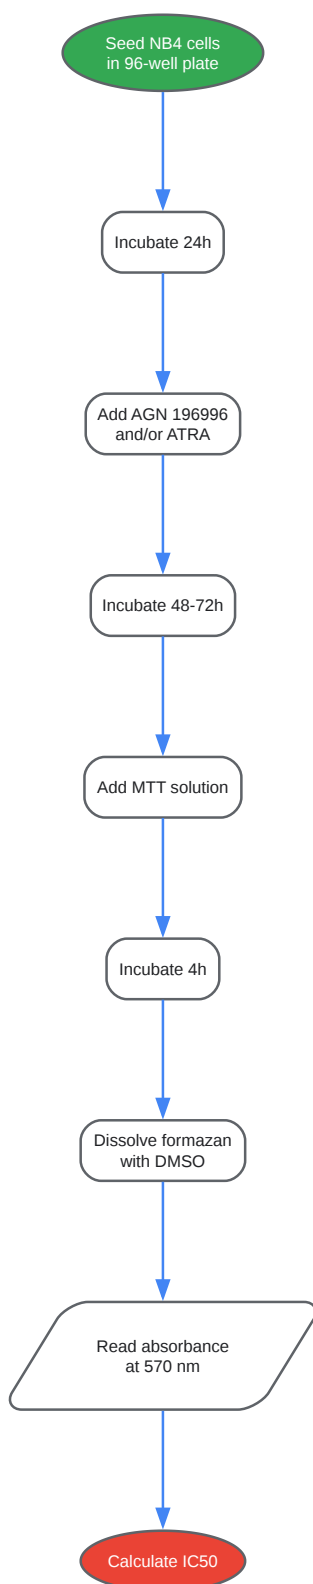 Seed NB4 cells
in 96-well plate
Incubate 24h
Add AGN 196996
and/or ATRA
Incubate 48-72h
Add MTT solution
Incubate 4h
Dissolve formazan
with DMSO
Read absorbance
at 570 nm
Calculate IC50